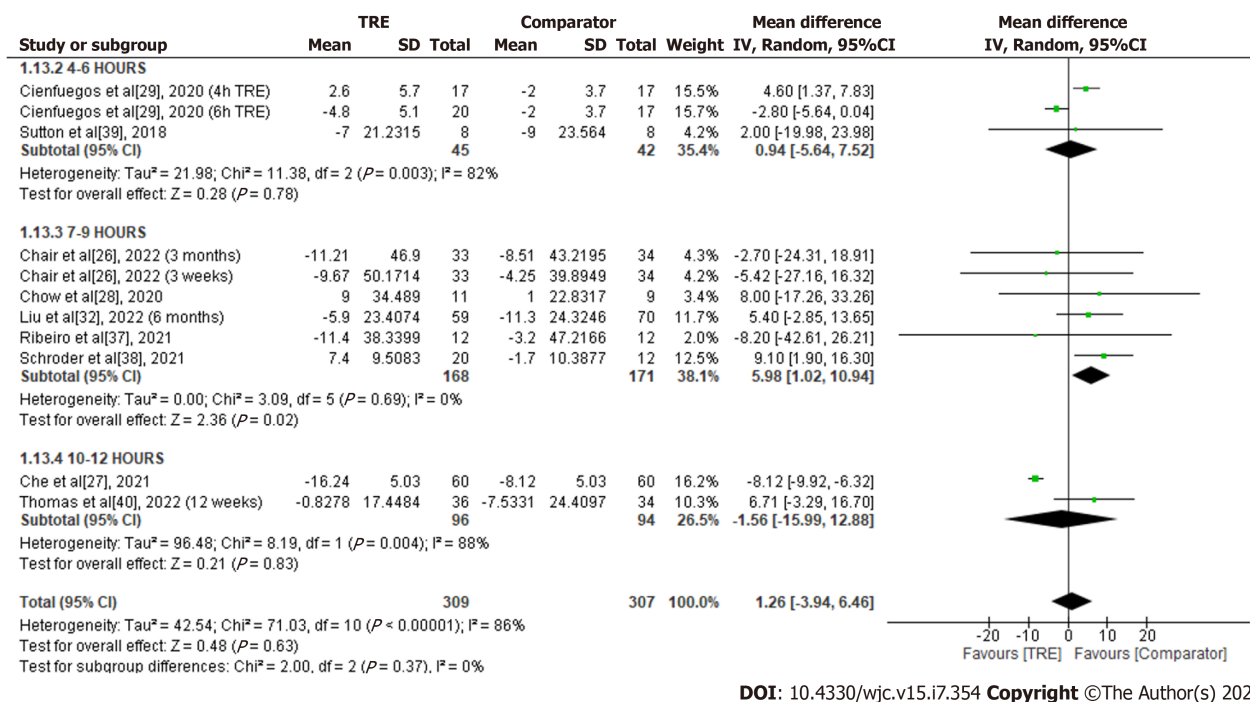 TRE Comparator Mean difference Mean difference
Study or subgroup Mean SD Total Mean SD Total Weight IV, Random, 95%CI IV, Random, 95%CI
1.13.2 4-6 HOURS
Cienfuegos et al[29], 2020 (4h TRE) 2.6 5.7 17 -2 3.7 17 15.5% 4.60 [1.37, 7.83]
Cienfuegos et al[29], 2020 (6h TRE) -4.8 5.1 20 -2 3.7 17 15.7% -2.80 [-5.64, 0.04]
Sutton et al[39], 2018 -7 21.2315 8 -9 23.564 8 4.2% 2.00 [-19.98, 23.98]
Subtotal (95% CI) 45 42 35.4% 0.94 [-5.64, 7.52]
Heterogeneity: Tau² = 21.98; Chi² = 11.38, df = 2 (P = 0.003); I² = 82%
Test for overall effect: Z = 0.28 (P = 0.78)
1.13.3 7-9 HOURS
Chair et al[26], 2022 (3 months) -11.21 46.9 33 -8.51 43.2195 34 4.3% -2.70 [-24.31, 18.91]
Chair et al[26], 2022 (3 weeks) -9.67 50.1714 33 -4.25 39.8949 34 4.2% -5.42 [-27.16, 16.32]
Chow et al[28], 2020 9 34.489 11 1 22.8317 9 3.4% 8.00 [-17.26, 33.26]
Liu et al[32], 2022 (6 months) -5.9 23.4074 59 -11.3 24.3246 70 11.7% 5.40 [-2.85, 13.65]
Ribeiro et al[37], 2021 -11.4 38.3399 12 -3.2 47.2166 12 2.0% -8.20 [-42.61, 26.21]
Schroder et al[38], 2021 7.4 9.5083 20 -1.7 10.3877 12 12.5% 9.10 [1.90, 16.30]
Subtotal (95% CI) 168 171 38.1% 5.98 [1.02, 10.94]
Heterogeneity: Tau² = 0.00; Chi² = 3.09, df = 5 (P = 0.69); I² = 0%
Test for overall effect: Z = 2.36 (P = 0.02)
1.13.4 10-12 HOURS
Che et al[27], 2021 -16.24 5.03 60 -8.12 5.03 60 16.2% -8.12 [-9.92, -6.32]
Thomas et al[40], 2022 (12 weeks) -0.8278 17.4484 36 -7.5331 24.4097 34 10.3% 6.71 [-3.29, 16.70]
Subtotal (95% CI) 96 94 26.5% -1.56 [-15.99, 12.88]
Heterogeneity: Tau² = 96.48; Chi² = 8.19, df = 1 (P = 0.004); I² = 88%
Test for overall effect: Z = 0.21 (P = 0.83)
Total (95% CI) 309 307 100.0% 1.26 [-3.94, 6.46]
Heterogeneity: Tau² = 42.54; Chi² = 71.03, df = 10 (P < 0.00001); I² = 86%
Test for overall effect: Z = 0.48 (P = 0.63)
Test for subgroup differences: Chi² = 2.00, df = 2 (P = 0.37), I² = 0%
-20 -10 0 10 20
Favours [TRE] Favours [Comparator]
DOI: 10.4330/wjc.v15.i7.354 Copyright ©The Author(s) 202